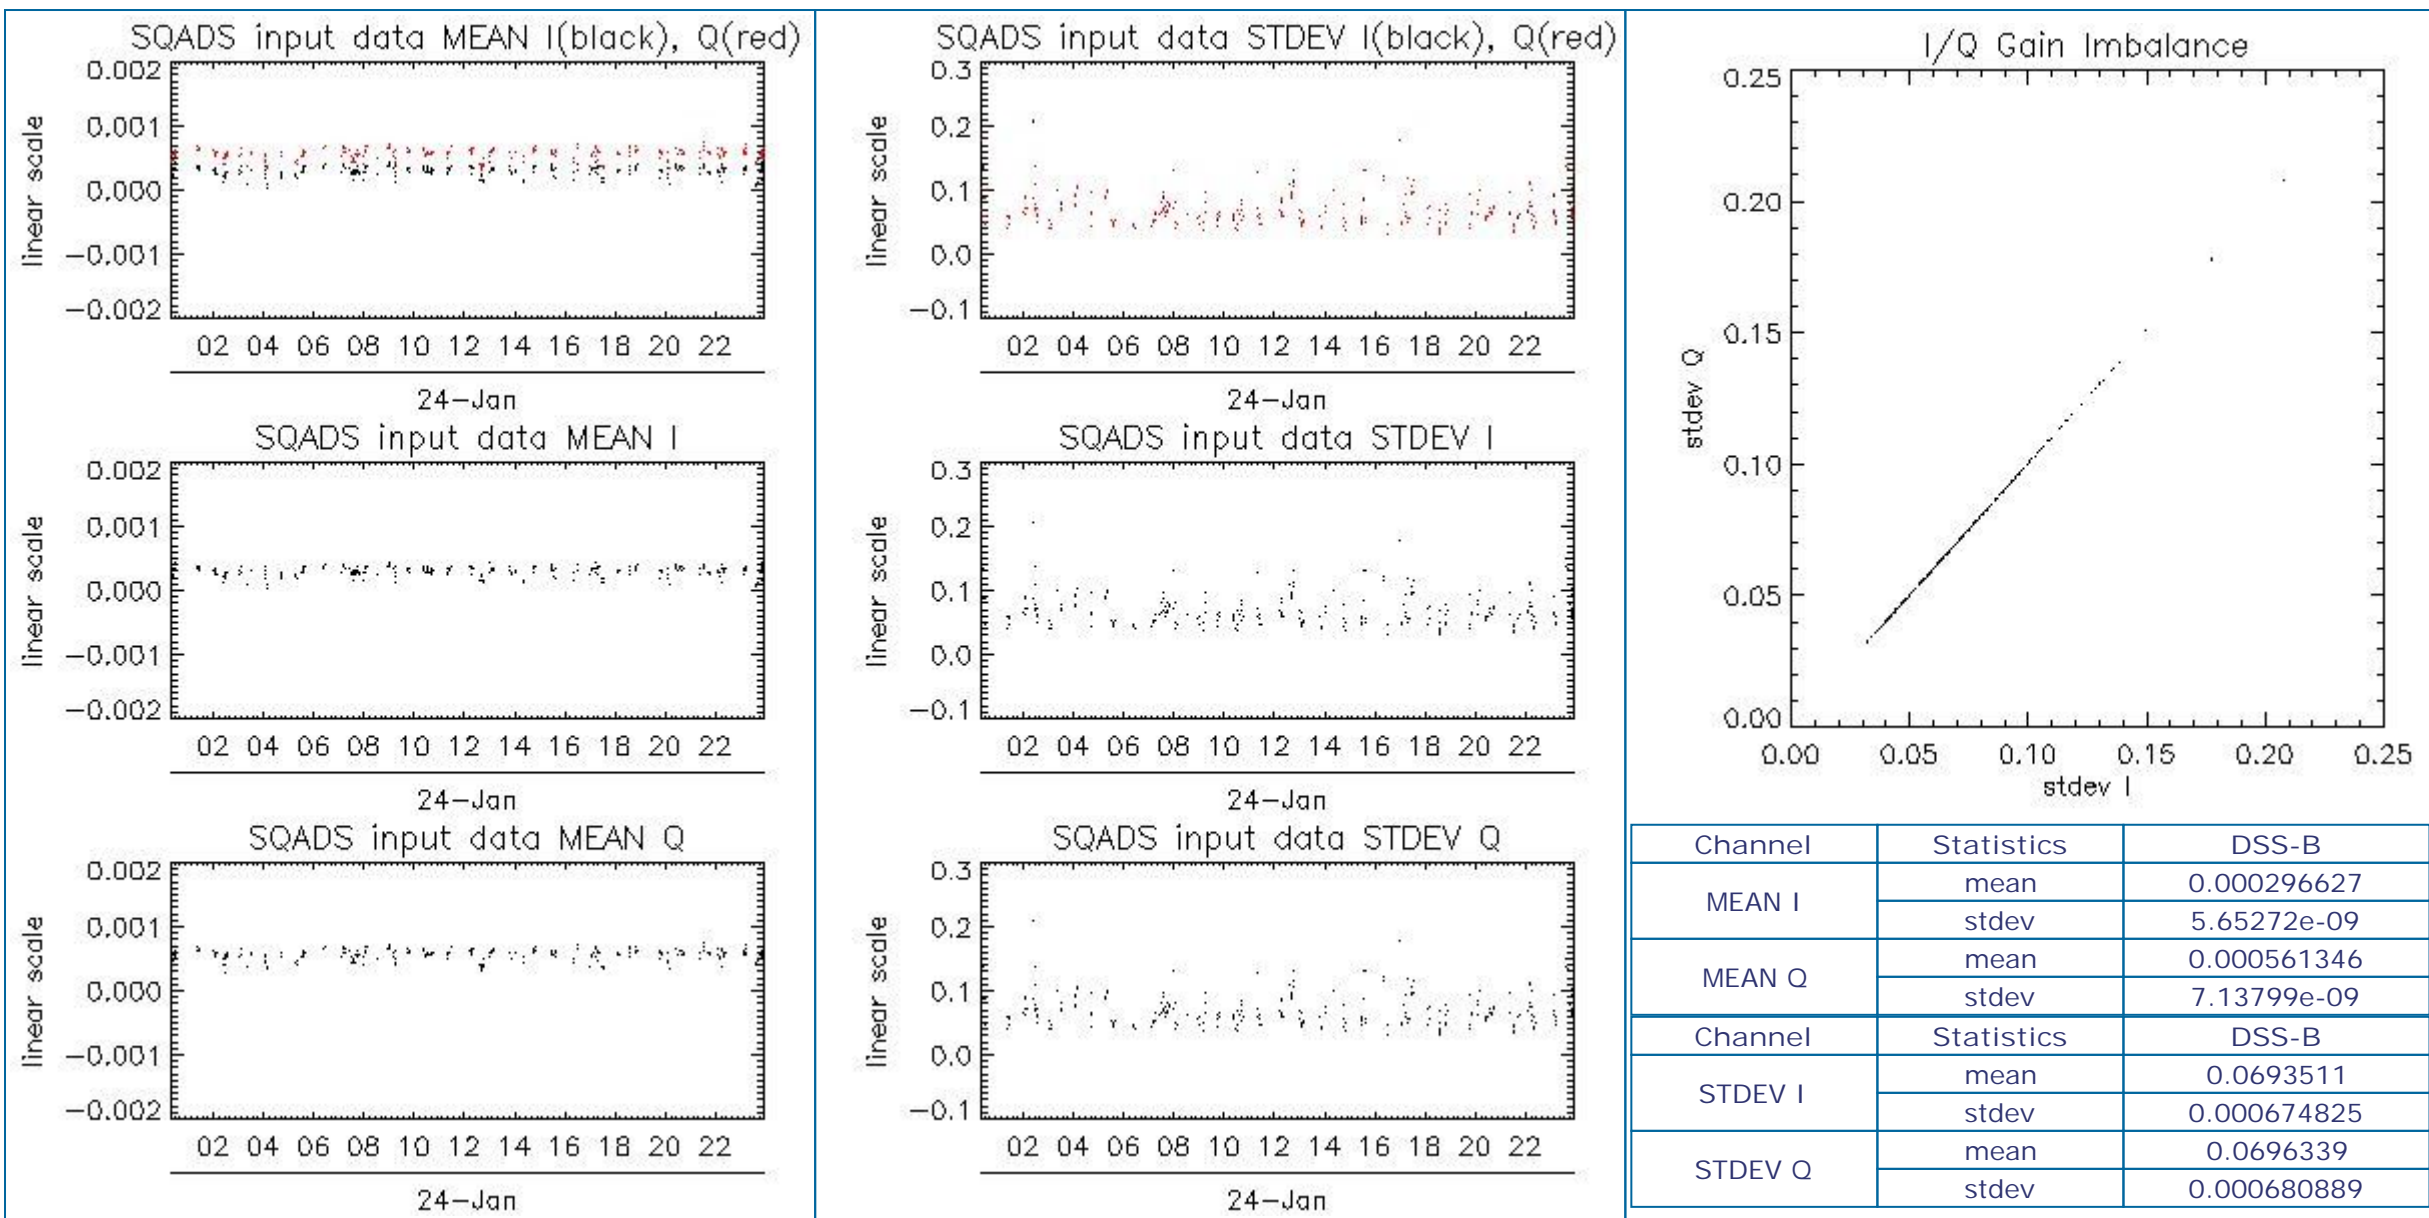 SQADS input data MEAN I(black), Q(red)
0.002
0.001
0.000
−0.001
−0.002
linear scale
02 04 06 08 10 12 14 16 18 20 22
24−Jan
SQADS input data MEAN I
0.002
0.001
0.000
−0.001
−0.002
linear scale
02 04 06 08 10 12 14 16 18 20 22
24−Jan
SQADS input data MEAN Q
0.002
0.001
0.000
−0.001
−0.002
linear scale
02 04 06 08 10 12 14 16 18 20 22
24−Jan
SQADS input data STDEV I(black), Q(red)
0.3
0.2
0.1
0.0
−0.1
linear scale
02 04 06 08 10 12 14 16 18 20 22
24−Jan
SQADS input data STDEV I
0.3
0.2
0.1
0.0
−0.1
linear scale
02 04 06 08 10 12 14 16 18 20 22
24−Jan
SQADS input data STDEV Q
0.3
0.2
0.1
0.0
−0.1
linear scale
02 04 06 08 10 12 14 16 18 20 22
24−Jan
I/Q Gain Imbalance
0.25
0.20
0.15
0.10
0.05
0.00
stdev Q
0.00 0.05 0.10 0.15 0.20 0.25
stdev I
Channel Statistics DSS-B
MEAN I mean 0.000296627
stdev 5.65272e-09
MEAN Q mean 0.000561346
stdev 7.13799e-09
Channel Statistics DSS-B
STDEV I mean 0.0693511
stdev 0.000674825
STDEV Q mean 0.0696339
stdev 0.000680889